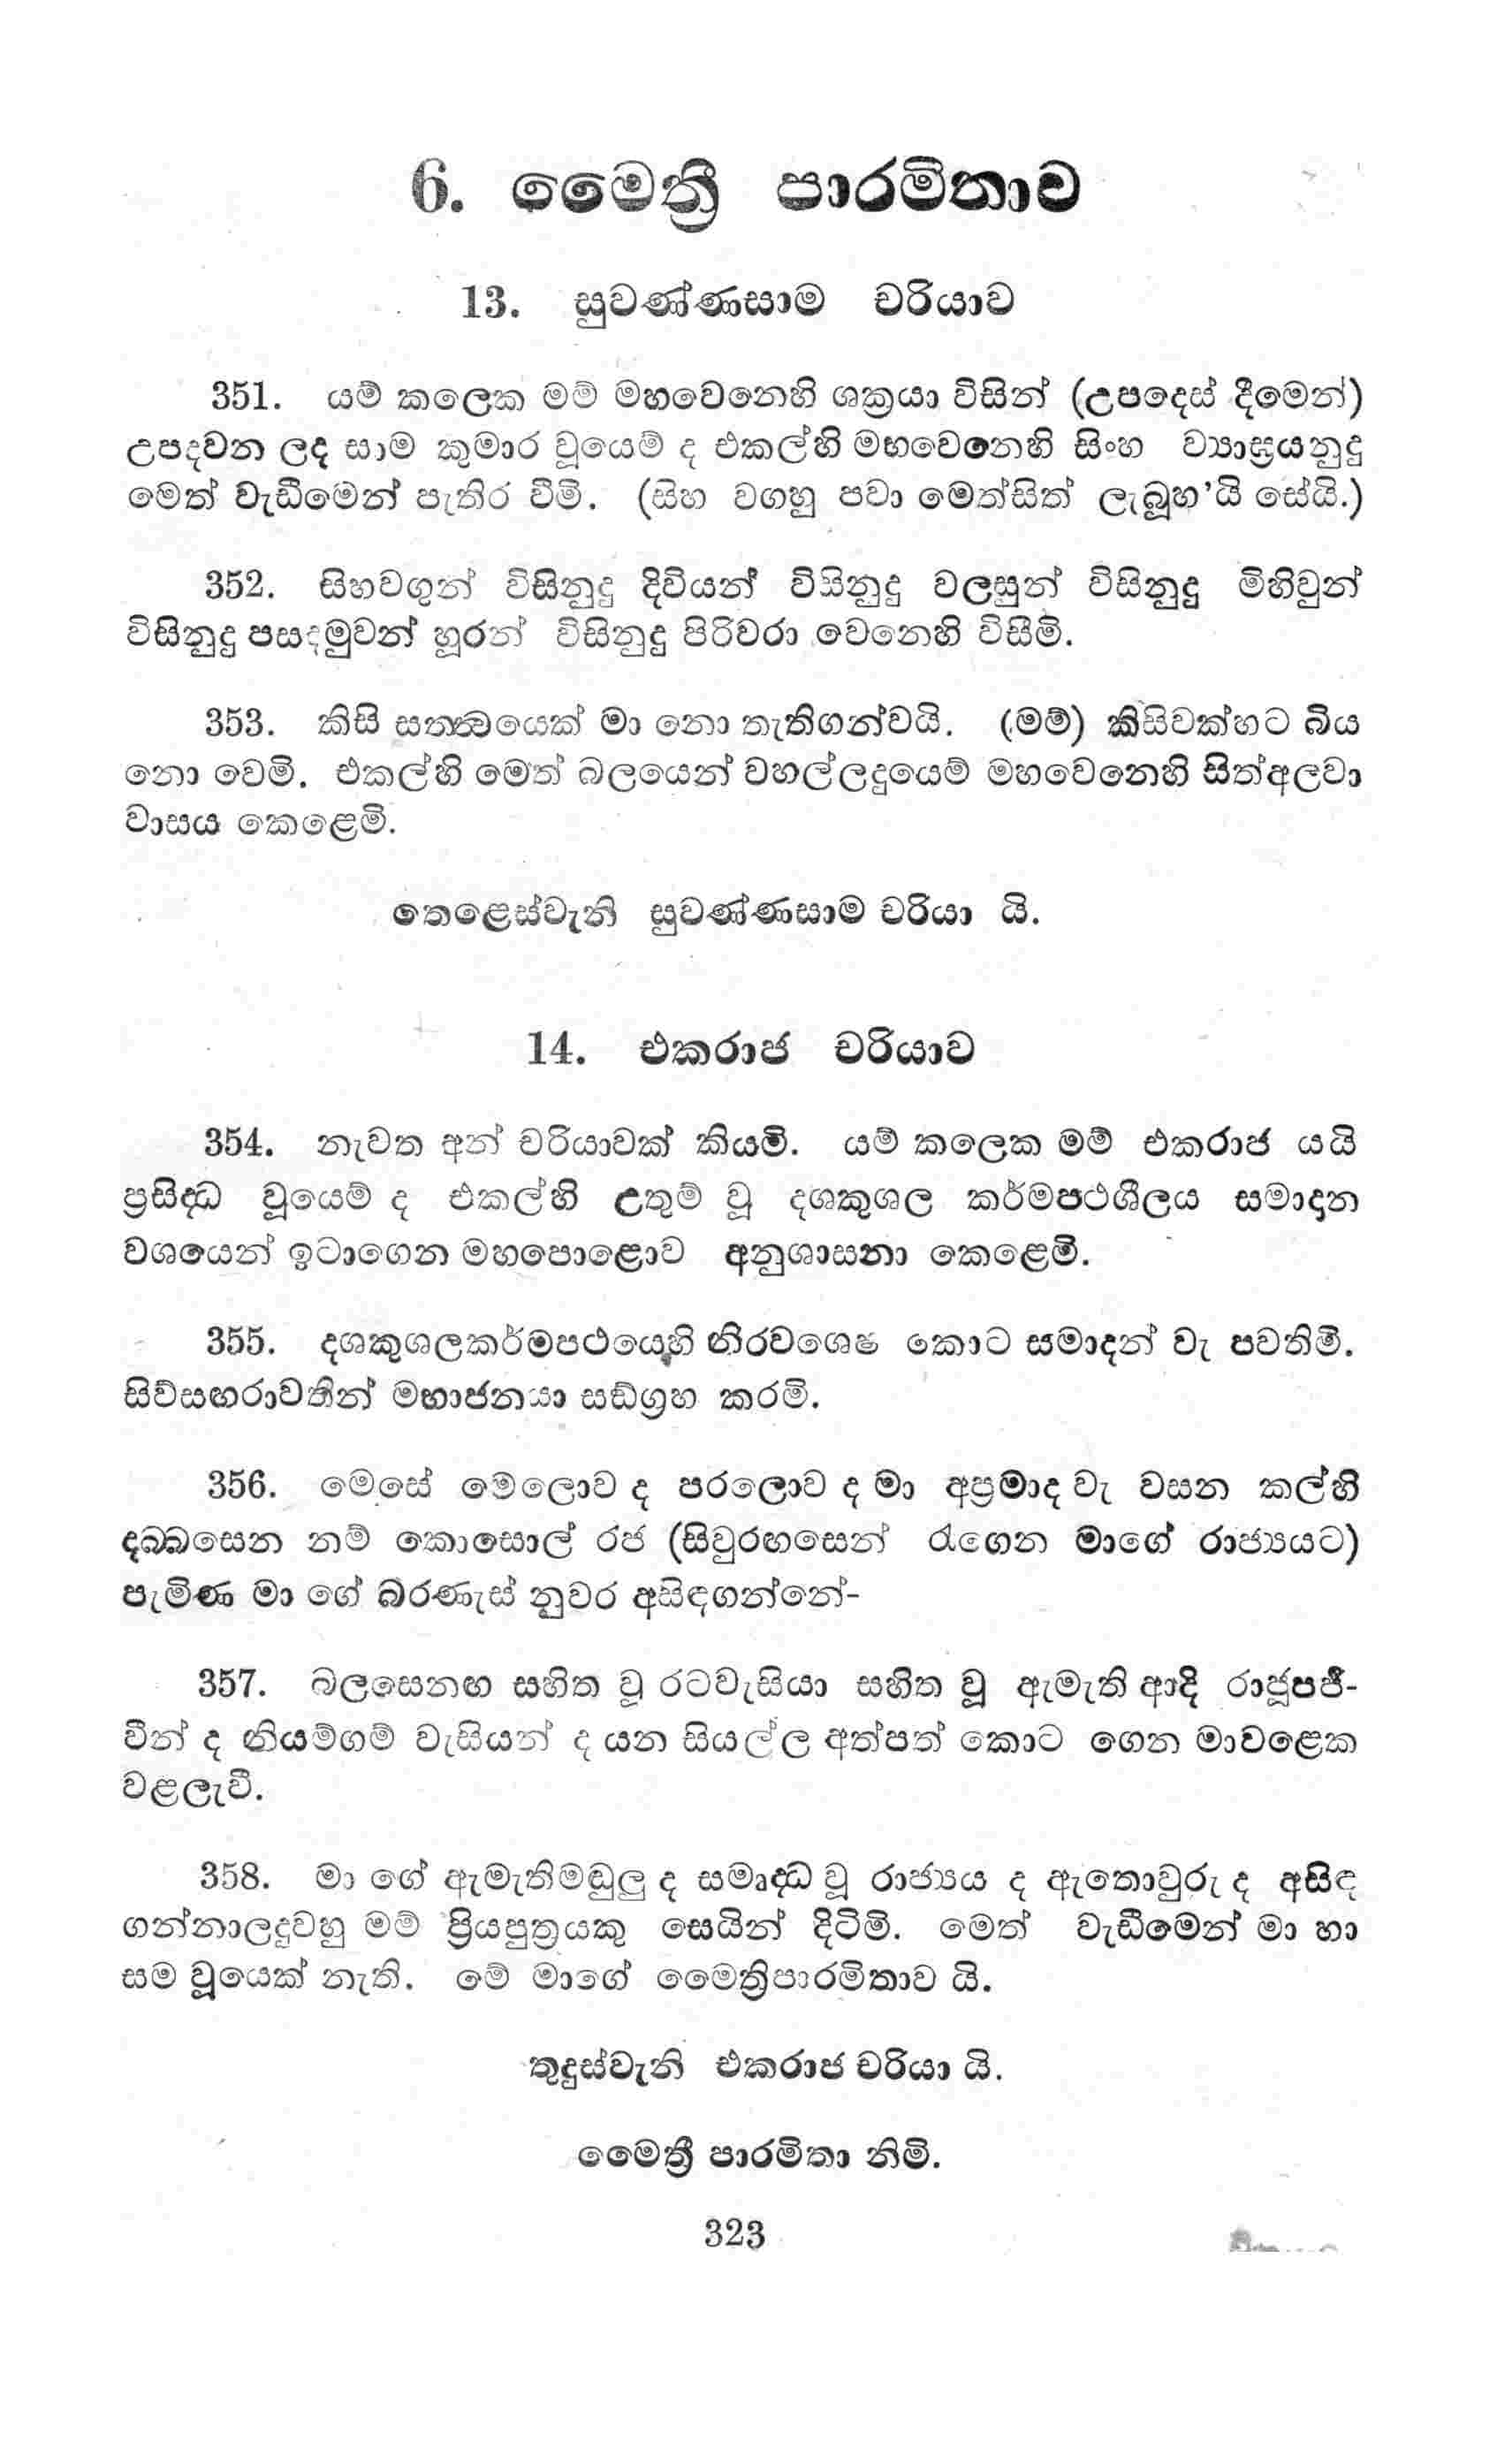 6. මෛත්‍රී පාරමිතාව
13. සුවණ්ණසාම චරියාව
351. යම් කලෙක මම් මහවෙනෙහි ශක්‍රයා විසින් (උපදෙස් දීමෙන්)
උපදවන ලද සාම කුමාර වූයෙම් ද එකල්හි මහවෙනෙහි සිංහ ව්‍යාඝ්‍රයනුදු
මෙත් වැඩීමෙන් පැතිර වීමි. (සිහ වගහු පවා මෙත්සිත් ලැබූහ'යි සේයි.)
352. සිහවගුන් විසිනුදු දිවියන් විසිනුදු වලසුන් විසිනුදු මිහිවුන්
විසිනුදු පසදමුවන් හූරන් විසිනුදු පිරිවරා වෙනෙහි විසීමි.
353. කිසි සත්ත්‍වයෙක් මා නො තැතිගන්වයි. (මම්) කිසිවක්හට බිය
නො වෙමි. එකල්හි මෙත් බලයෙන් වහල්ලදුයෙම් මහවෙනෙහි සිත්අලවා
වාසය කෙළෙමි.
තෙළෙස්වැනි සුවණ්ණසාම චරියා යි.
14. එකරාජ චරියාව
354. නැවත අන් චරියාවක් කියමි. යම් කලෙක මම් එකරාජ යයි
ප්‍රසිද්ධ වූයෙම් ද එකල්හි උතුම් වූ දශකුශල කර්මපථශීලය සමාදාන
වශයෙන් ඉටාගෙන මහපොළොව අනුශාසනා කෙළෙමි.
355. දශකුශලකර්මපථයෙහි නිරවශෙෂ කොට සමාදන් වැ පවතිමි.
සිව්සඟරාවතින් මහාජනයා සඞ්ග්‍රහ කරමි.
356. මෙසේ මෙලොව ද පරලොව ද මා අප්‍රමාද වැ වසන කල්හි
දබ්බසෙන නම් කොසොල් රජ (සිවුරඟසෙන් රැගෙන මාගේ රාජ්‍යයට)
පැමිණ මා ගේ බරණැස් නුවර අසිඳගන්නේ-
357. බලසෙනඟ සහිත වූ රටවැසියා සහිත වූ ඇමැති ආදි රාජූපජී-
වීන් ද නියම්ගම් වැසියන් ද යන සියල්ල අත්පත් කොට ගෙන මාවළෙක
වළලැවී.
358. මා ගේ ඇමැතිමඬුලු ද සමෘද්ධ වූ රාජ්‍යය ද ඇතොවුරු ද අසිඳ
ගන්නාලදුවහු මම් ප්‍රියපුත්‍රයකු සෙයින් දිටිමි. මෙත් වැඩීමෙන් මා හා
සම වූයෙක් නැති. මේ මාගේ මෛත්‍රිපාරමිතාව යි.
තුදුස්වැනි එකරාජ චරියා යි.
මෛත්‍රී පාරමිතා නිමි.
323